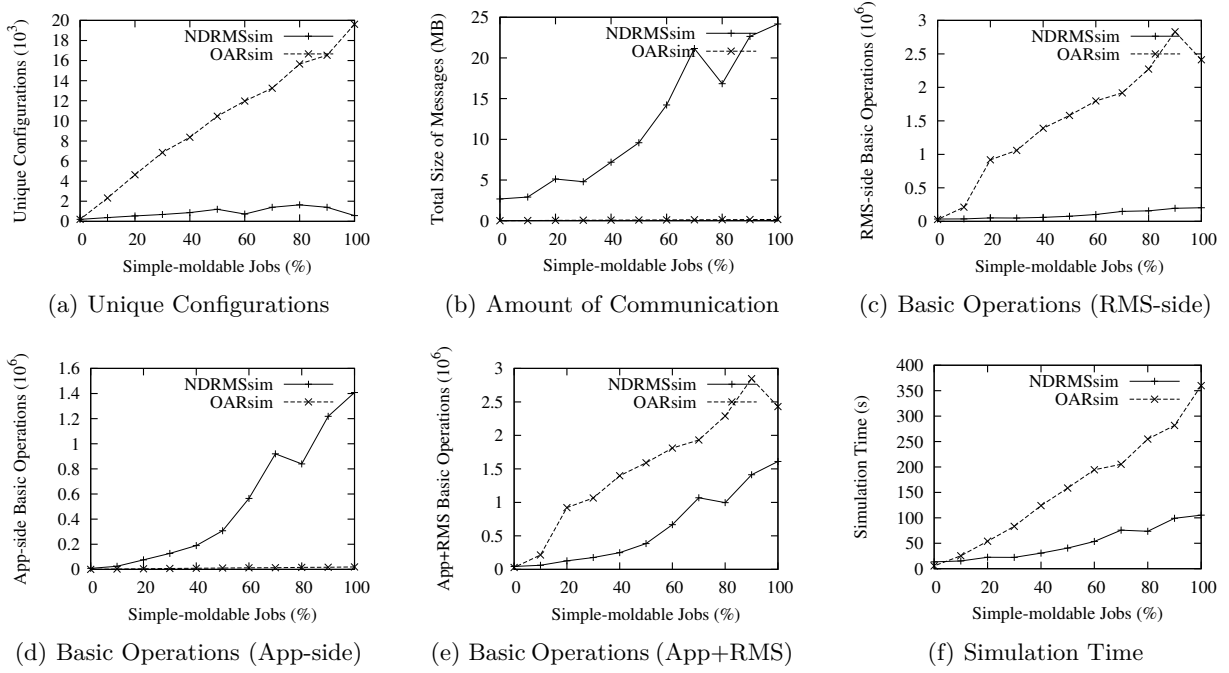 Unique Configurations (10^3)
20
18
16
14
12
10
8
6
4
2
0
NDRMSsim
OARsim
0 20 40 60 80 100
Simple-moldable Jobs (%)
(a) Unique Configurations
Total Size of Messages (MB)
25
20
15
10
5
0
NDRMSsim
OARsim
0 20 40 60 80 100
Simple-moldable Jobs (%)
(b) Amount of Communication
RMS-side Basic Operations (10^6)
3
2.5
2
1.5
1
0.5
0
NDRMSsim
OARsim
0 20 40 60 80 100
Simple-moldable Jobs (%)
(c) Basic Operations (RMS-side)
App-side Basic Operations (10^6)
1.6
1.4
1.2
1
0.8
0.6
0.4
0.2
0
NDRMSsim
OARsim
0 20 40 60 80 100
Simple-moldable Jobs (%)
(d) Basic Operations (App-side)
App+RMS Basic Operations (10^6)
3
2.5
2
1.5
1
0.5
0
NDRMSsim
OARsim
0 20 40 60 80 100
Simple-moldable Jobs (%)
(e) Basic Operations (App+RMS)
Simulation Time (s)
400
350
300
250
200
150
100
50
0
NDRMSsim
OARsim
0 20 40 60 80 100
Simple-moldable Jobs (%)
(f) Simulation Time